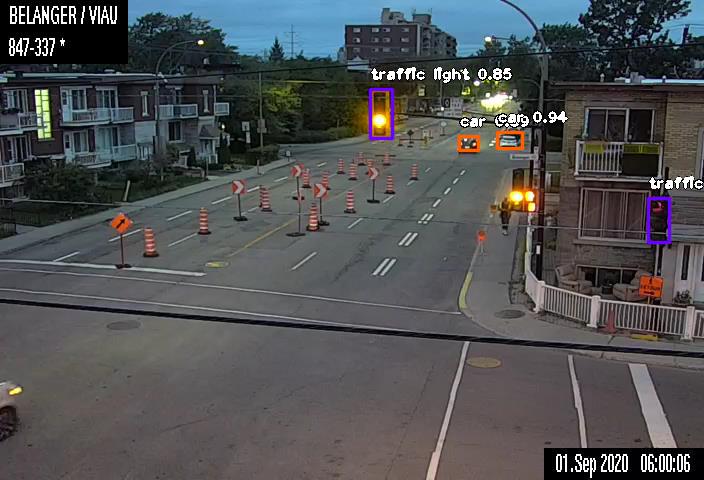 BELANGER / VIAU
847-337 *
traffic light 0.85
car
car 0.94
traffic
DETOUR
01.Sep 2020 06:00:06